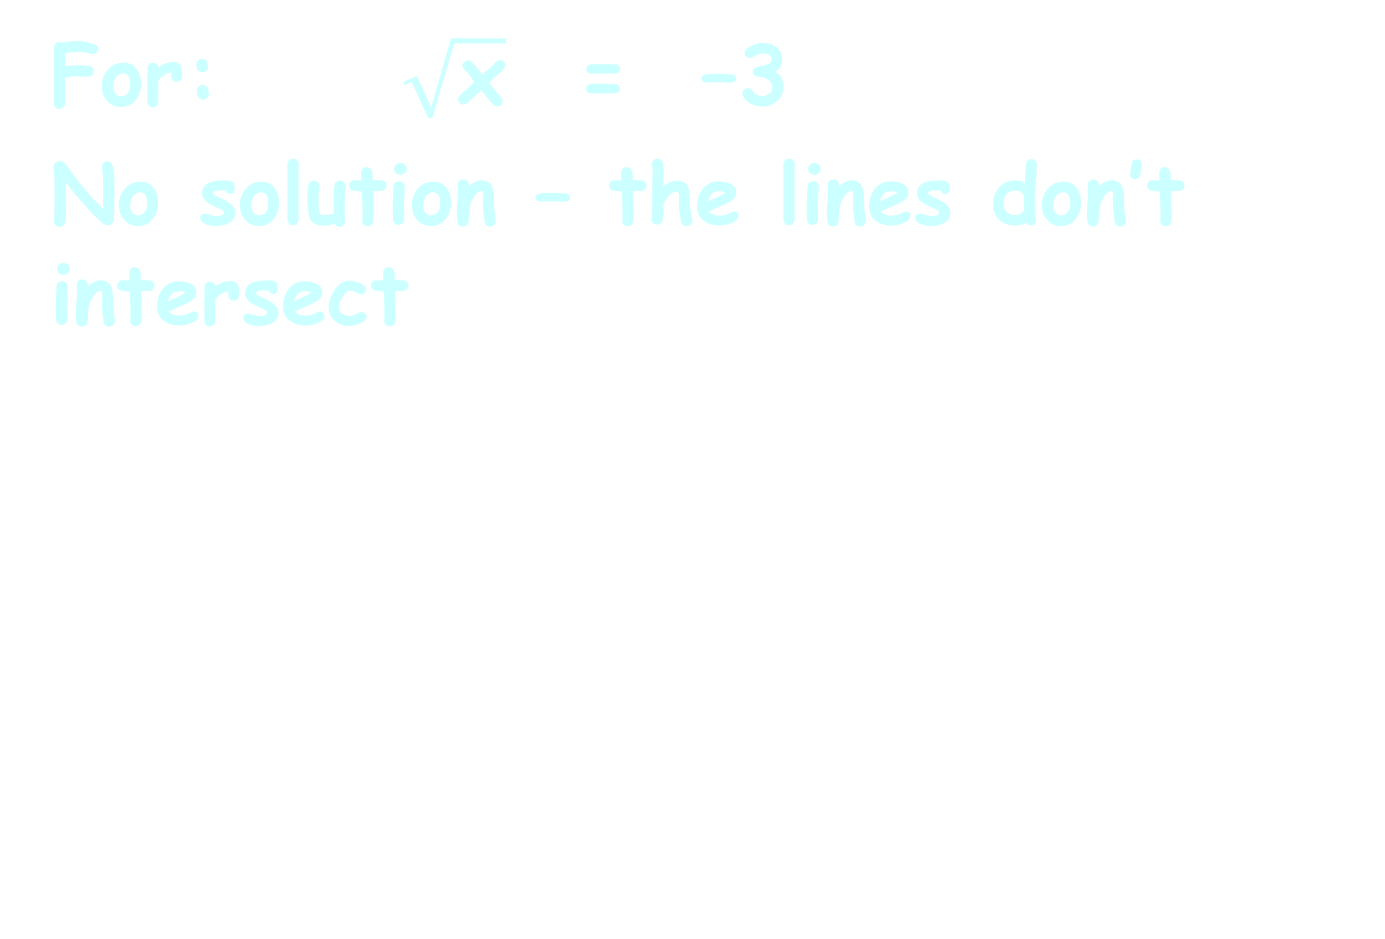 For: √x = –3
No solution – the lines don’t
intersect